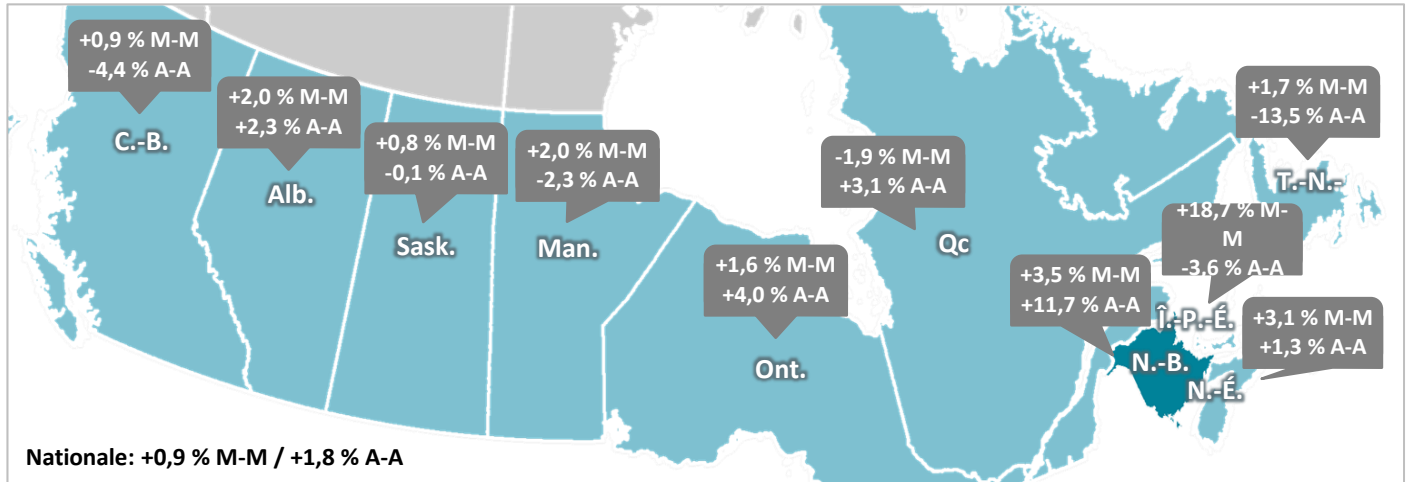 +0,9 % M-M
-4,4 % A-A
C.-B.
+2,0 % M-M
+2,3 % A-A
Alb.
+0,8 % M-M
-0,1 % A-A
Sask.
+2,0 % M-M
-2,3 % A-A
Man.
+1,6 % M-M
+4,0 % A-A
Ont.
-1,9 % M-M
+3,1 % A-A
Qc
+1,7 % M-M
-13,5 % A-A
T.-N.-
+18,7 % M-
M
-3,6 % A-A
Î.-P.-É.
+3,5 % M-M
+11,7 % A-A
N.-B.
+3,1 % M-M
+1,3 % A-A
N.-É.
Nationale: +0,9 % M-M / +1,8 % A-A